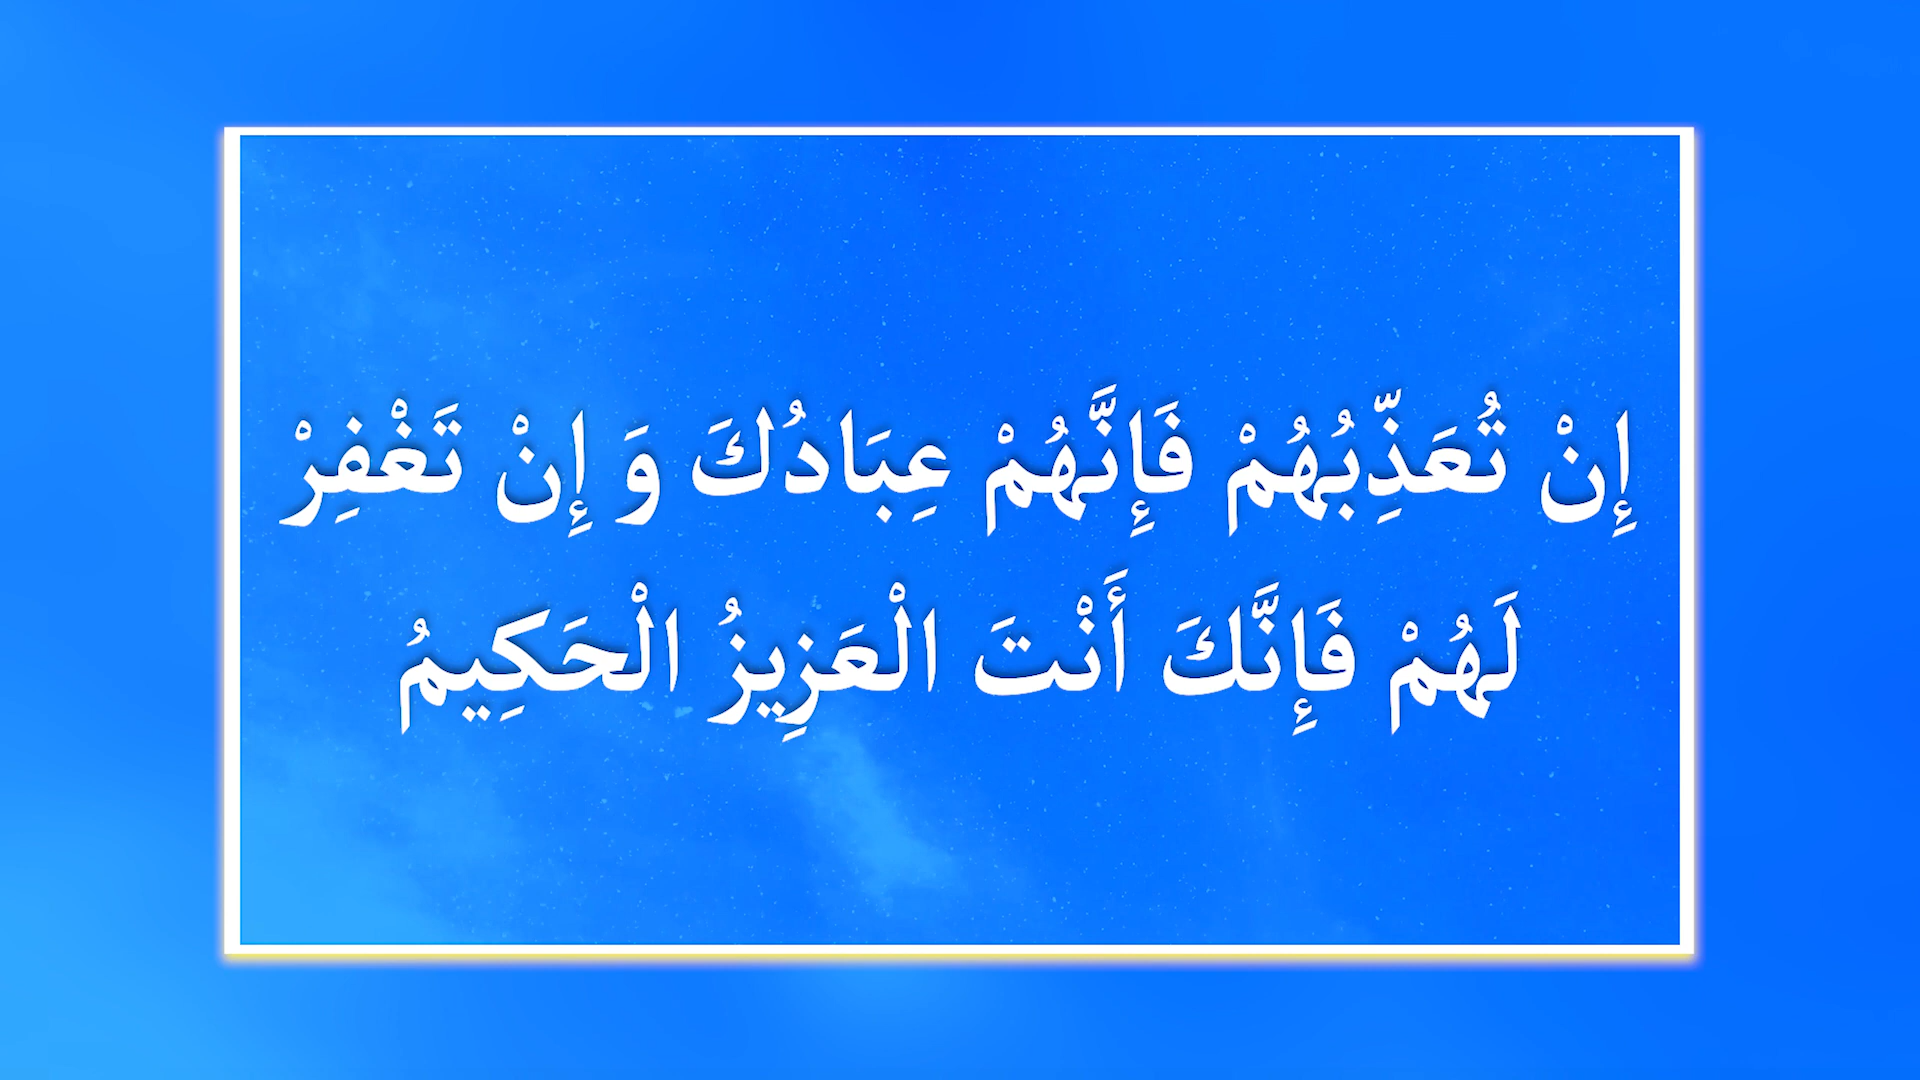 إِنْ تُعَذِّبُهُمْ فَإِنَّهُمْ عِبَادُكَ وَ إِنْ تَغْفِرْ
لَهُمْ فَإِنَّكَ أَنْتَ الْعَزِيزُ الْحَكِيمُ